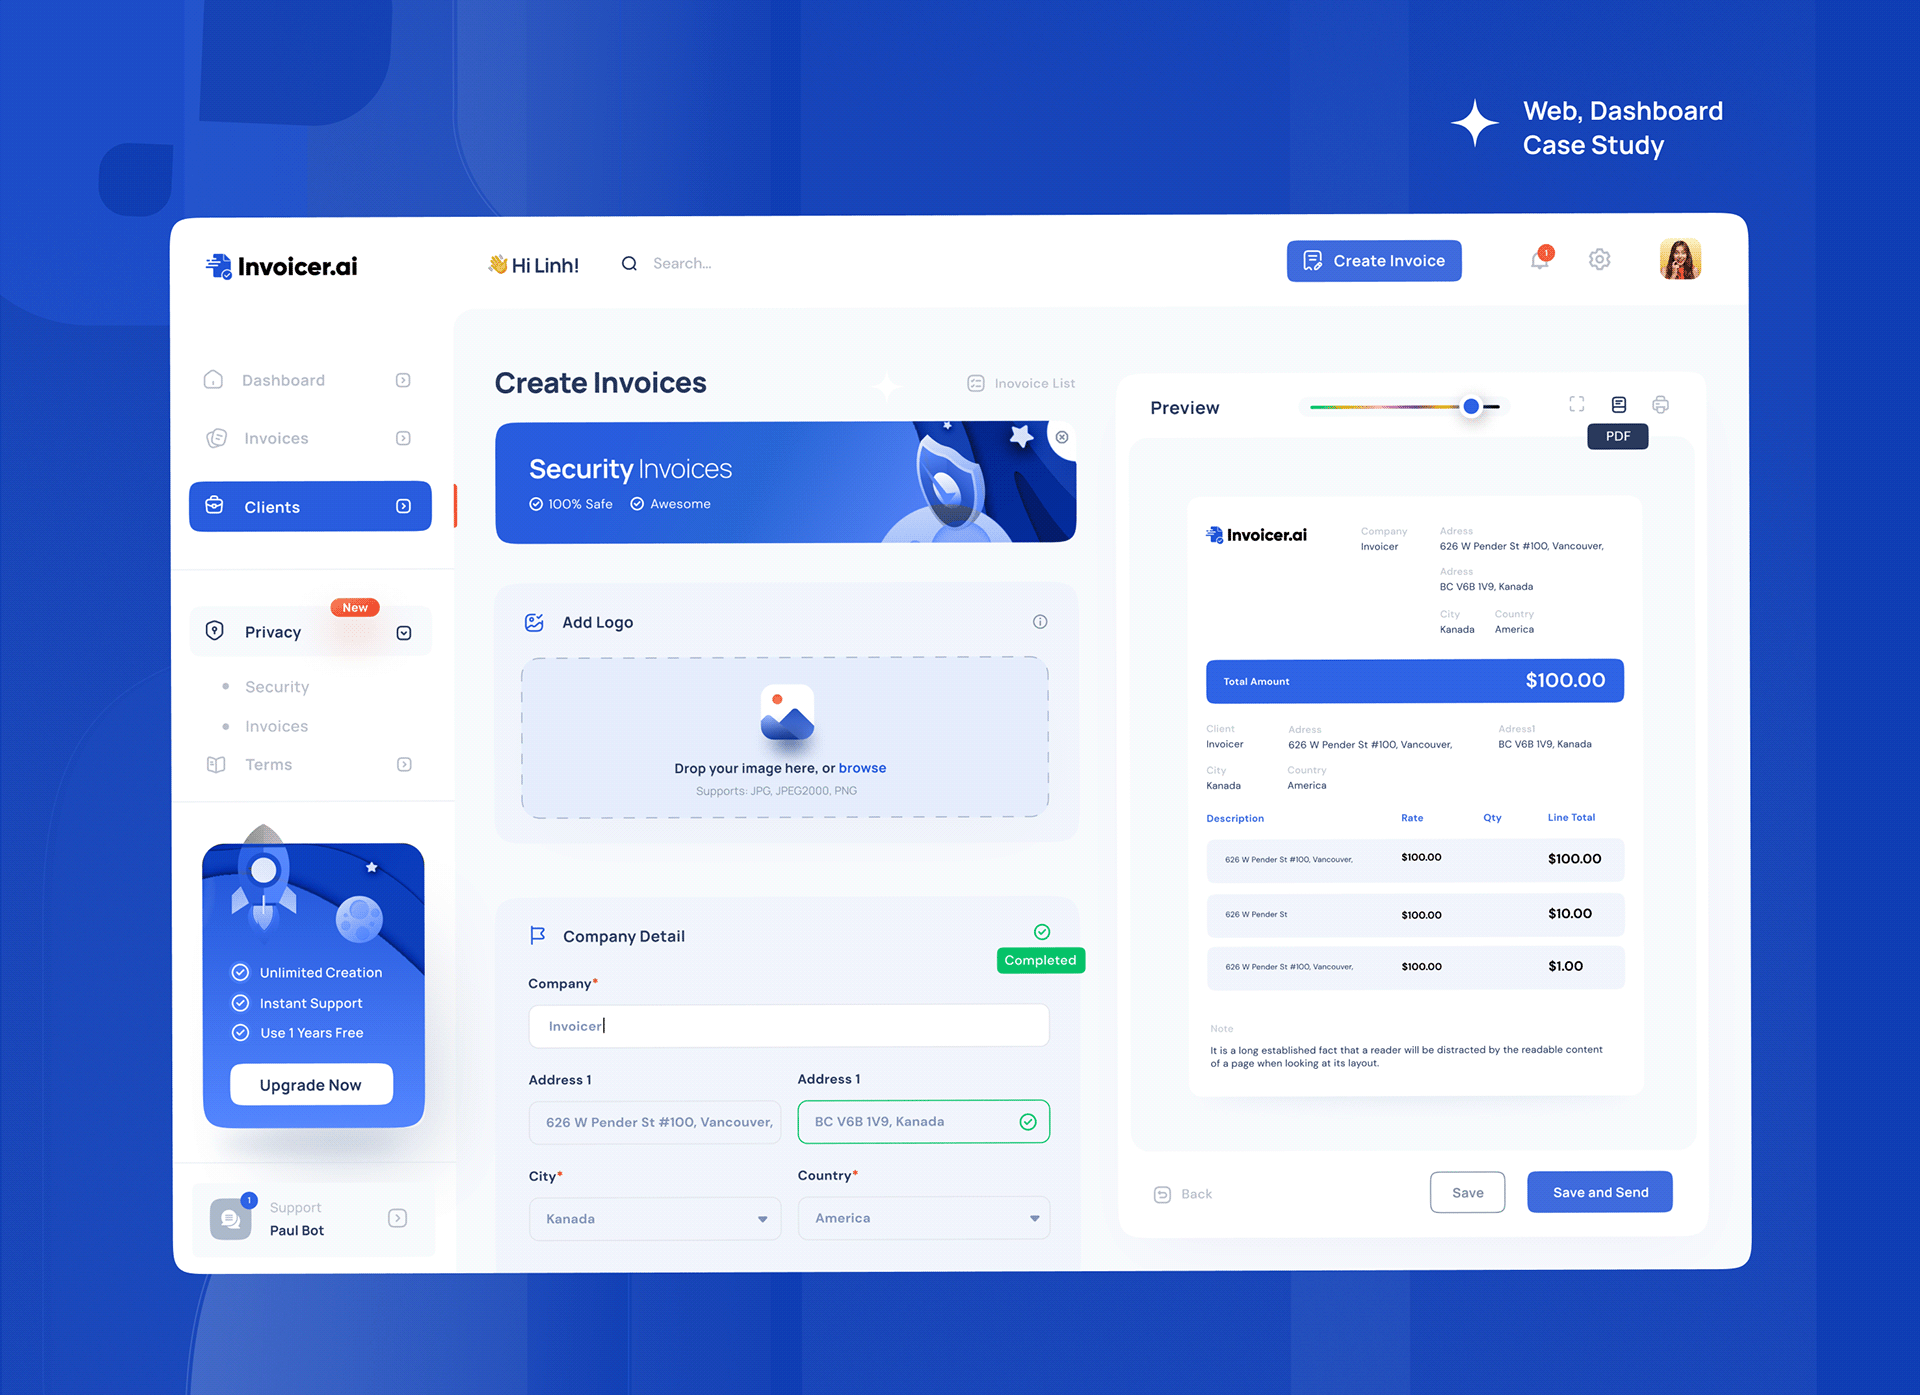 Web, Dashboard
Case Study
Invoicer.ai
Hi Linh!
Search...
Create Invoice
1
Dashboard
Invoices
Clients
New
Privacy
Security
Invoices
Terms
Unlimited Creation
Instant Support
Use 1 Years Free
Upgrade Now
1
Support
Paul Bot
Create Invoices
Inovoice List
Security Invoices
100% Safe Awesome
Add Logo
Drop your image here, or browse
Supports: JPG, JPEG2000, PNG
Company Detail
Completed
Company*
Invoicer
Address 1 Address 1
626 W Pender St #100, Vancouver, BC V6B 1V9, Kanada
City* Country*
Kanada America
Preview
PDF
Invoicer.ai
Company Adress
Invoicer 626 W Pender St #100, Vancouver,
Adress
BC V6B 1V9, Kanada
City Country
Kanada America
Total Amount $100.00
Client Adress Adress1
Invoicer 626 W Pender St #100, Vancouver, BC V6B 1V9, Kanada
City Country
Kanada America
Description Rate Qty Line Total
626 W Pender St #100, Vancouver, $100.00 $100.00
626 W Pender St $100.00 $10.00
626 W Pender St #100, Vancouver, $100.00 $1.00
Note
It is a long established fact that a reader will be distracted by the readable content
of a page when looking at its layout.
Back
Save
Save and Send